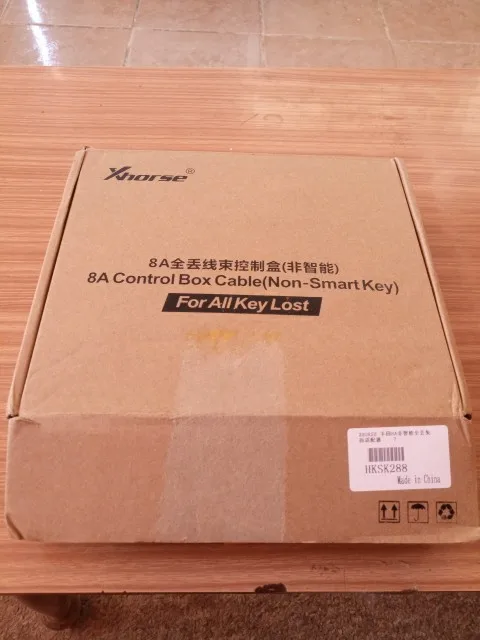 Xhorse®
8A全丢线束控制盒(非智能)
8A Control Box Cable(Non-Smart Key)
For All Key Lost
HKSK288
Made in China